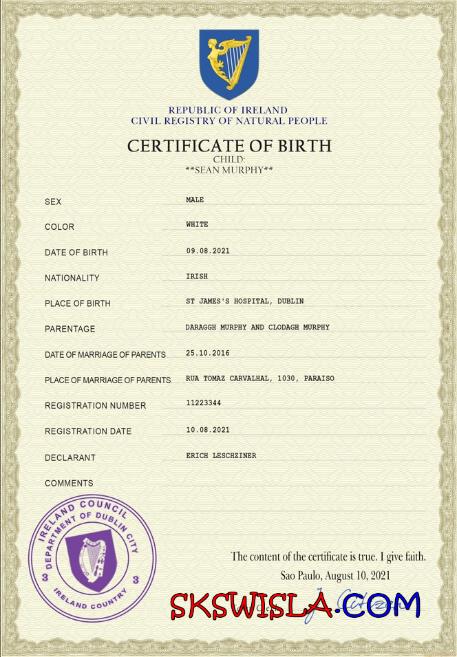 REPUBLIC OF IRELAND
CIVIL REGISTRY OF NATURAL PEOPLE
CERTIFICATE OF BIRTH
CHILD:
**SEAN MURPHY**
SEX MALE
COLOR WHITE
DATE OF BIRTH 09.08.2021
NATIONALITY IRISH
PLACE OF BIRTH ST JAMES'S HOSPITAL, DUBLIN
PARENTAGE DARAGGH MURPHY AND CLODAGH MURPHY
DATE OF MARRIAGE OF PARENTS 25.10.2016
PLACE OF MARRIAGE OF PARENTS RUA TOMAZ CARVALHAL, 1030, PARAISO
REGISTRATION NUMBER 11223344
REGISTRATION DATE 10.08.2021
DECLARANT ERICH LESCHZINER
COMMENTS
IRELAND COUNCIL
DEPARTMENT OF DUBLIN CITY
3 3
IRELAND COUNTRY
The content of the certificate is true. I give faith.
Sao Paulo, August 10, 2021
SKSWISLA.COM